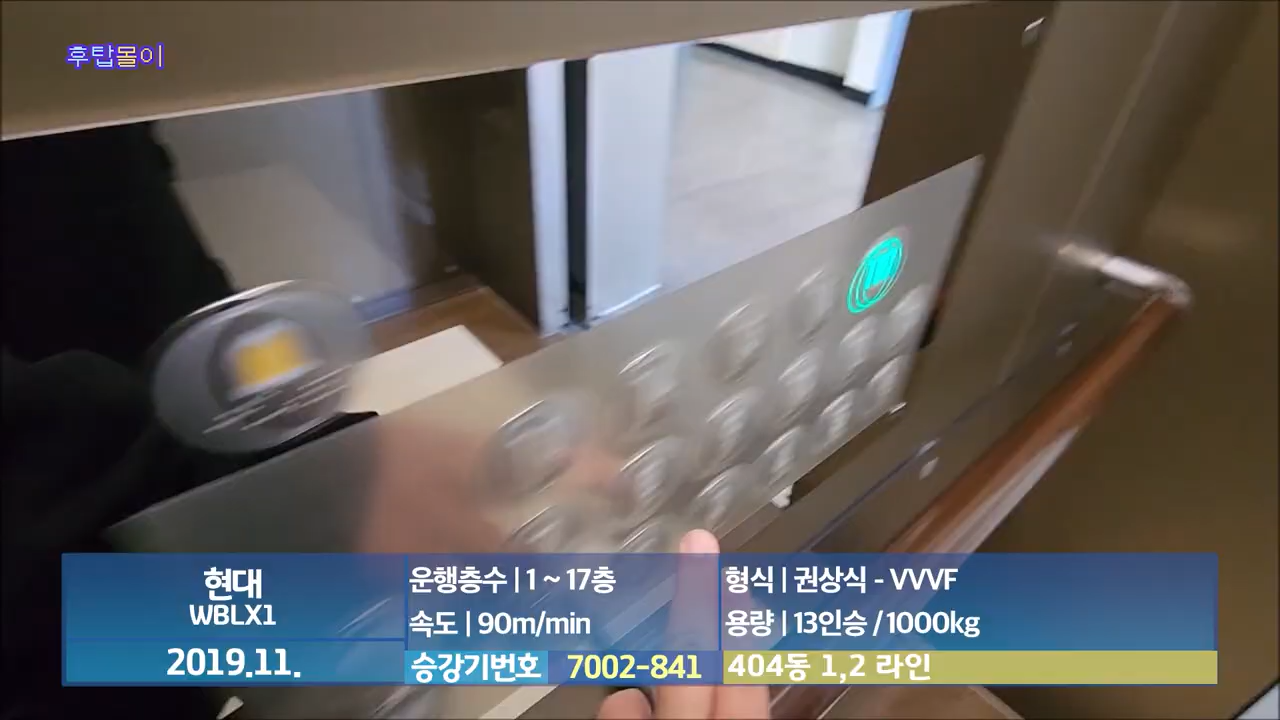 후탑몰이
현대
WBLX1
2019.11.
운행층수 | 1 ~ 17층
속도 | 90m/min
승강기번호 7002-841
형식 | 권상식 - VVVF
용량 | 13인승 / 1000kg
404동 1,2 라인